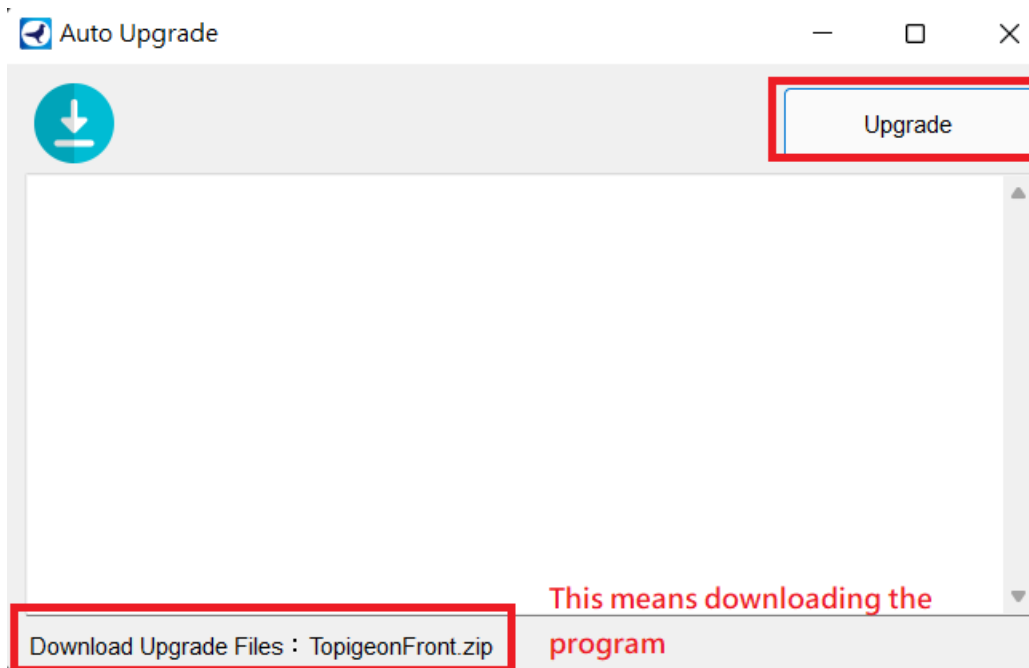 Auto Upgrade
Upgrade
This means downloading the
program
Download Upgrade Files：TopigeonFront.zip